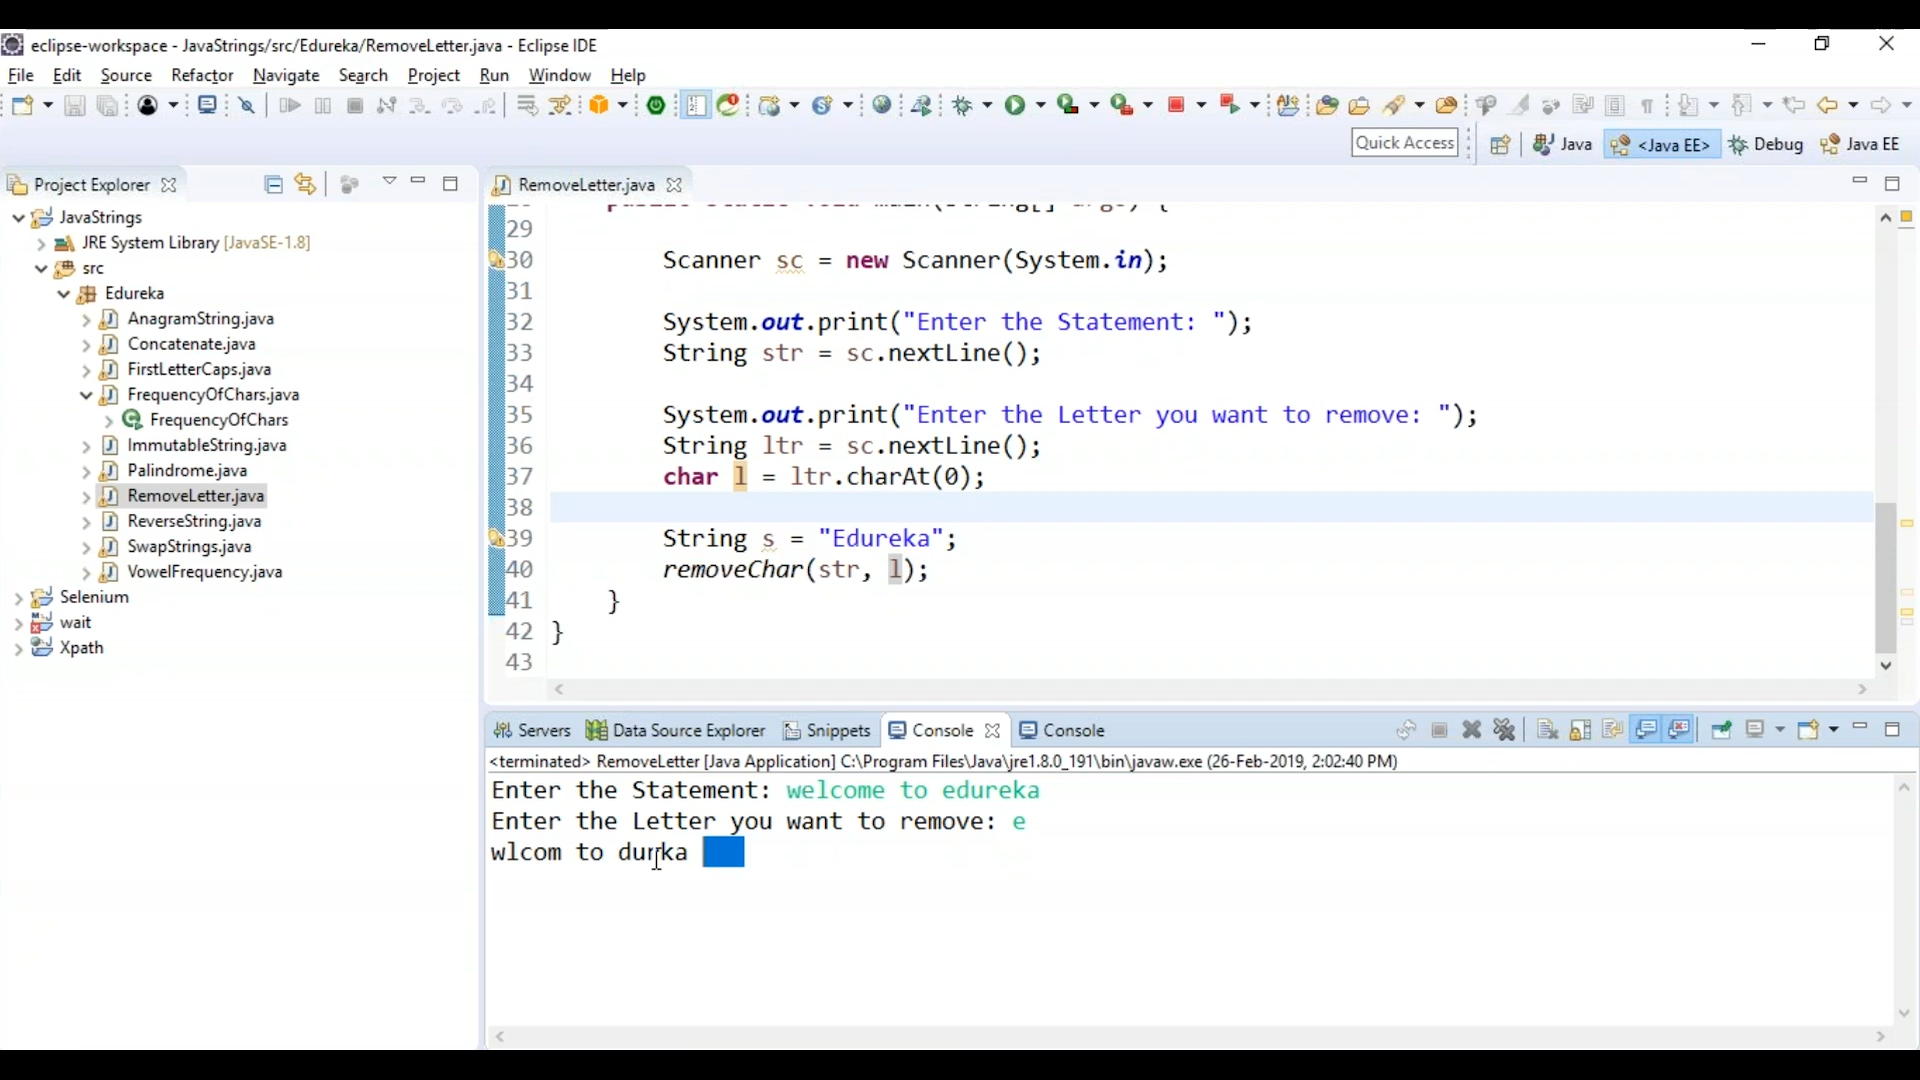 eclipse-workspace - JavaStrings/src/Edureka/RemoveLetter.java - Eclipse IDE
File Edit Source Refactor Navigate Search Project Run Window Help
Quick Access Java <Java EE> Debug Java EE
Project Explorer
JavaStrings
JRE System Library [JavaSE-1.8]
src
Edureka
AnagramString.java
Concatenate.java
FirstLetterCaps.java
FrequencyOfChars.java
FrequencyOfChars
ImmutableString.java
Palindrome.java
RemoveLetter.java
ReverseString.java
SwapStrings.java
VowelFrequency.java
Selenium
wait
Xpath
RemoveLetter.java
29
30 Scanner sc = new Scanner(System.in);
31
32 System.out.print("Enter the Statement: ");
33 String str = sc.nextLine();
34
35 System.out.print("Enter the Letter you want to remove: ");
36 String ltr = sc.nextLine();
37 char l = ltr.charAt(0);
38
39 String s = "Edureka";
40 removeChar(str, l);
41 }
42 }
43
Servers Data Source Explorer Snippets Console Console
<terminated> RemoveLetter [Java Application] C:\Program Files\Java\jre1.8.0_191\bin\javaw.exe (26-Feb-2019, 2:02:40 PM)
Enter the Statement: welcome to edureka
Enter the Letter you want to remove: e
wlcom to durka